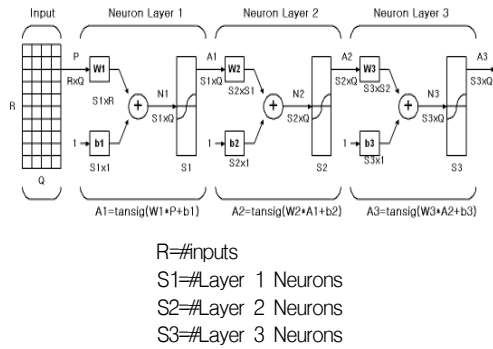 Input Neuron Layer 1 Neuron Layer 2 Neuron Layer 3
P A1 A2 A3
W1 W2 W3
RxQ S1xQ S2xQ S3xQ
R S1xR N1 S2xS1 N2 S3xS2 N3
+ + +
S1xQ S2xQ S3xQ
1 b1 1 b2 1 b3
S1x1 S1 S2x1 S2 S3x1 S3
Q
A1=tansig(W1*P+b1) A2=tansig(W2*A1+b2) A3=tansig(W3*A2+b3)
R=#inputs
S1=#Layer 1 Neurons
S2=#Layer 2 Neurons
S3=#Layer 3 Neurons